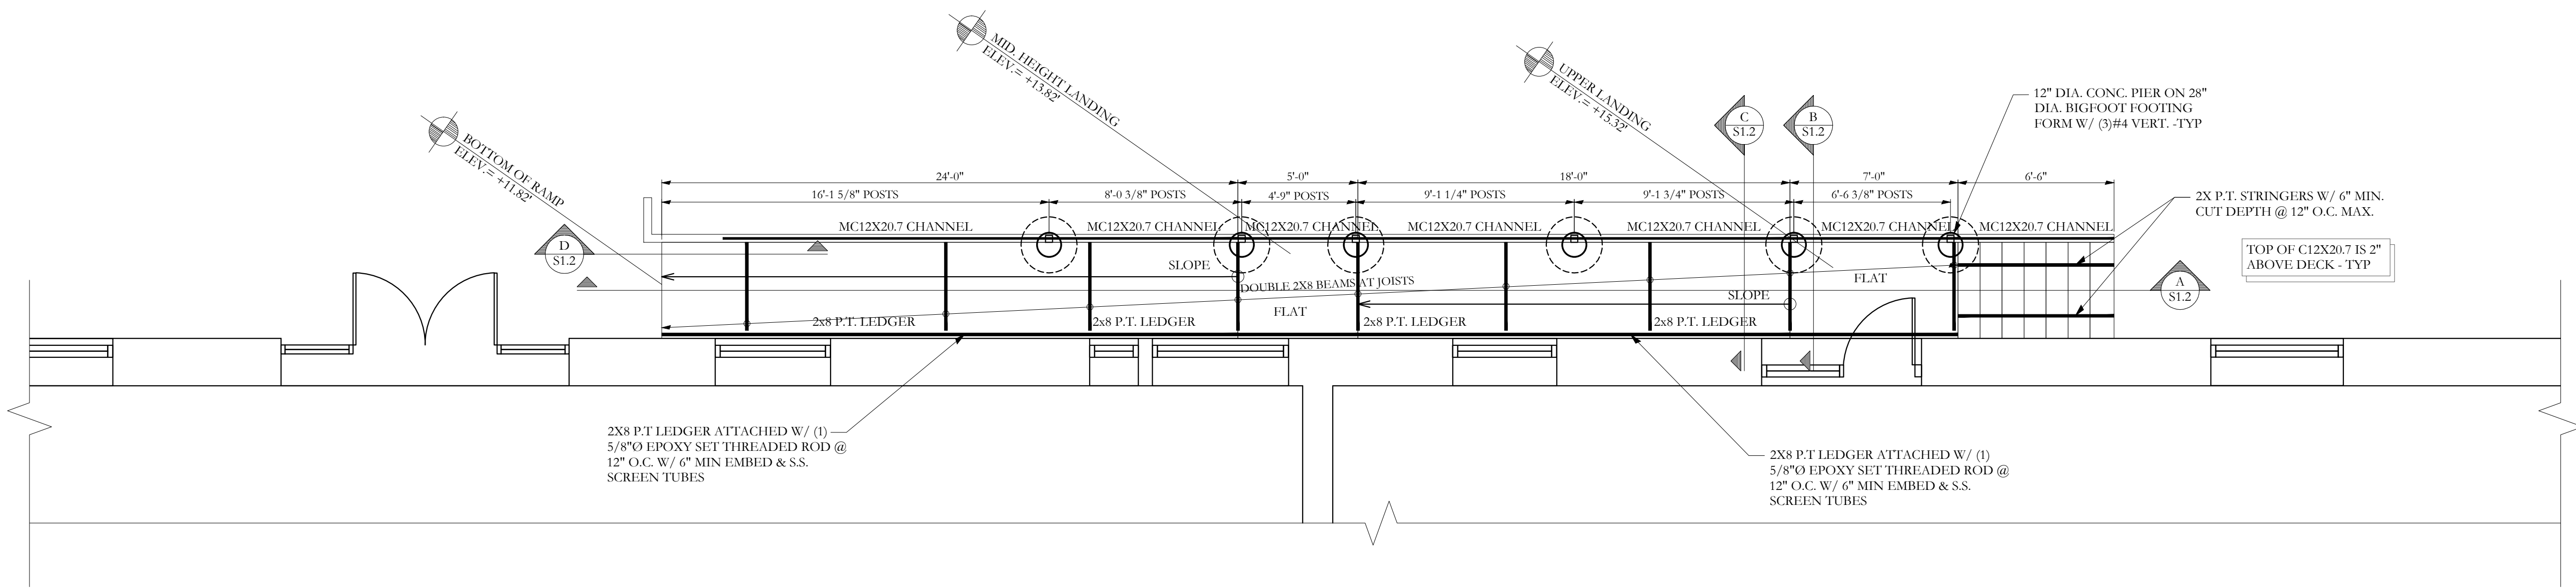 MID. HEIGHT LANDING
ELEV.= +13.82'
UPPER LANDING
ELEV.= +15.32'
BOTTOM OF RAMP
ELEV.= +11.82'
C
S1.2
B
S1.2
12" DIA. CONC. PIER ON 28"
DIA. BIGFOOT FOOTING
FORM W/ (3)#4 VERT. -TYP
24'-0"
5'-0"
18'-0"
7'-0"
6'-6"
16'-1 5/8" POSTS
8'-0 3/8" POSTS
4'-9" POSTS
9'-1 1/4" POSTS
9'-1 3/4" POSTS
6'-6 3/8" POSTS
2X P.T. STRINGERS W/ 6" MIN.
CUT DEPTH @ 12" O.C. MAX.
MC12X20.7 CHANNEL
MC12X20.7 CHANNEL
MC12X20.7 CHANNEL
MC12X20.7 CHANNEL
MC12X20.7 CHANNEL
MC12X20.7 CHANNEL
MC12X20.7 CHANNEL
D
S1.2
TOP OF C12X20.7 IS 2"
ABOVE DECK - TYP
SLOPE
FLAT
DOUBLE 2X8 BEAMS AT JOISTS
SLOPE
A
S1.2
FLAT
2x8 P.T. LEDGER
2x8 P.T. LEDGER
2x8 P.T. LEDGER
2x8 P.T. LEDGER
2X8 P.T LEDGER ATTACHED W/ (1)
5/8"Ø EPOXY SET THREADED ROD @
12" O.C. W/ 6" MIN EMBED & S.S.
SCREEN TUBES
2X8 P.T LEDGER ATTACHED W/ (1)
5/8"Ø EPOXY SET THREADED ROD @
12" O.C. W/ 6" MIN EMBED & S.S.
SCREEN TUBES